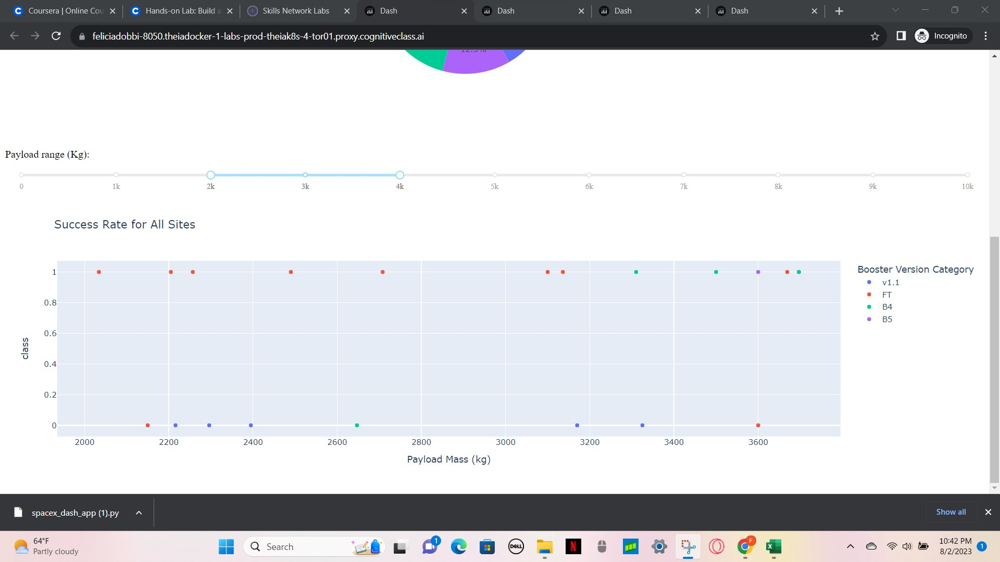 Coursera | Online Cou
Hands-on Lab: Build a
Skills Network Labs
Dash
Dash
Dash
Dash
feliciadobbi-8050.theiadocker-1-labs-prod-theiak8s-4-tor01.proxy.cognitiveclass.ai
Incognito
Payload range (Kg):
0 1k 2k 3k 4k 5k 6k 7k 8k 9k 10k
Success Rate for All Sites
Booster Version Category
v1.1
FT
B4
B5
1
0.8
0.6
0.4
0.2
0
class
2000 2200 2400 2600 2800 3000 3200 3400 3600
Payload Mass (kg)
spacex_dash_app (1).py
Show all
64°F
Partly cloudy
Search
1
DELL
N
F
10:42 PM
8/2/2023
1